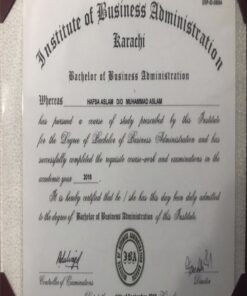 Institute of Business Administration
Karachi
Bachelor of Business Administration
Whereas HAFSA ASLAM D/O MUHAMMAD ASLAM
has pursued a course of study prescribed by this Institute
for the Degree of Bachelor of Business Administration and has
successfully completed the requisite course-work and examinations in the
academic year 2018
It is hereby certified that he / she has this day been duly admitted
to the degree of Bachelor of Business Administration of this Institute.
Controller of Examinations
Director